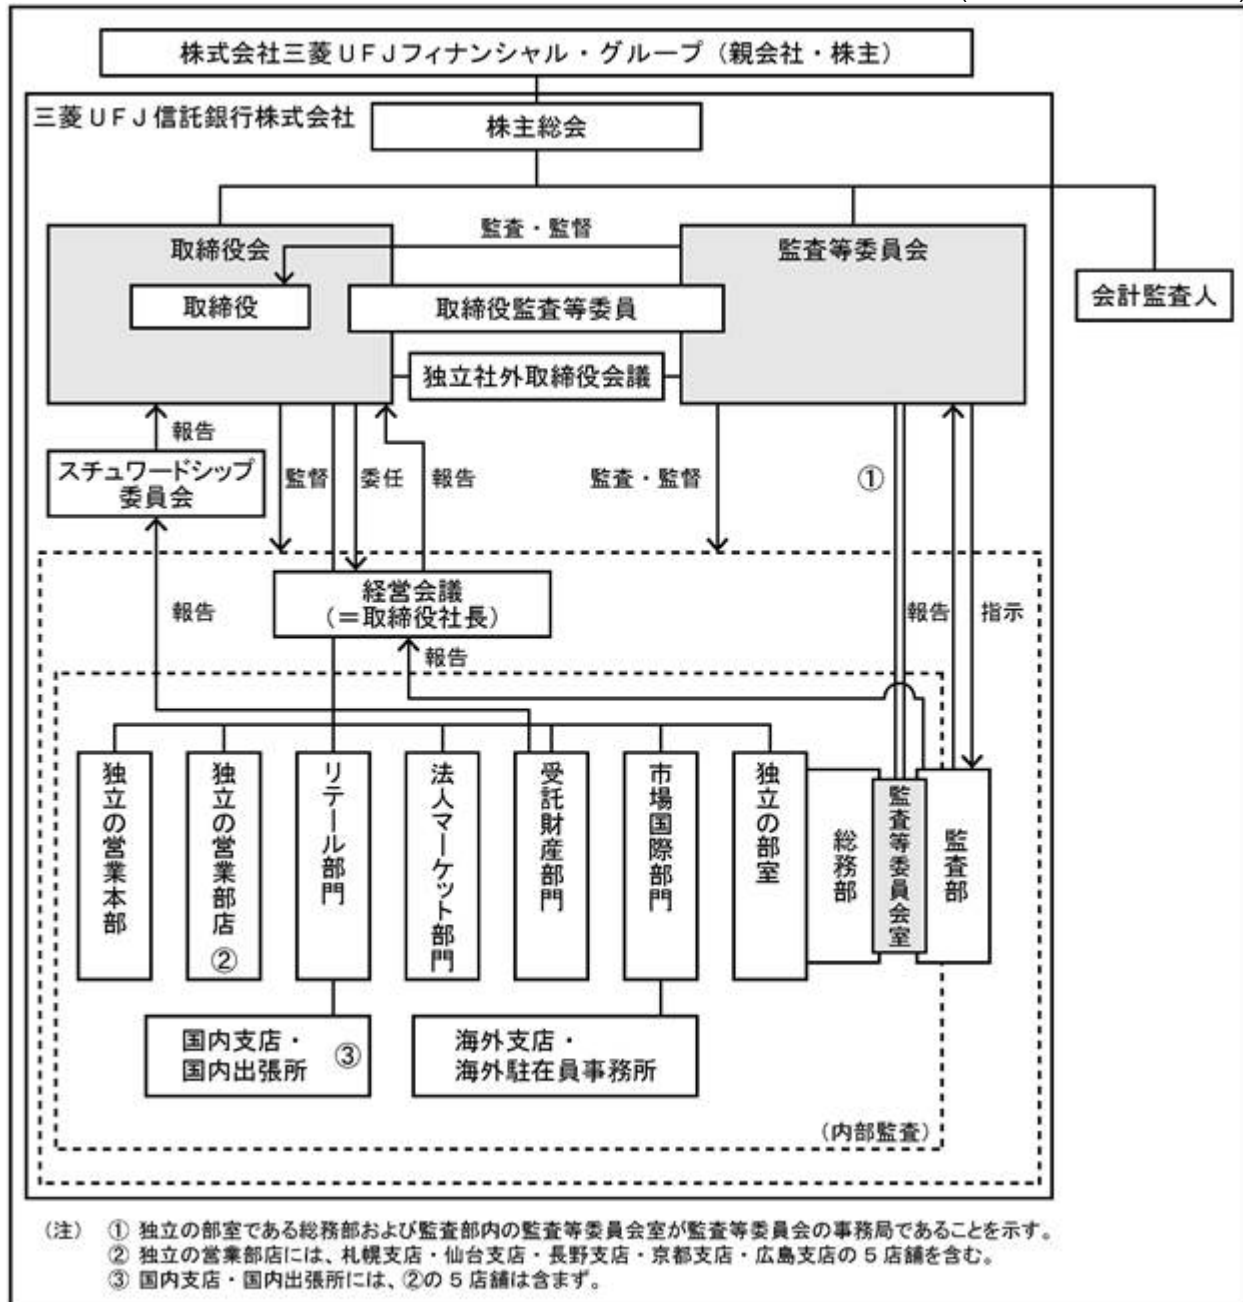 株式会社三菱UFJフィナンシャル・グループ（親会社・株主）
三菱UFJ信託銀行株式会社
株主総会
監査・監督
取締役会
監査等委員会
取締役
取締役監査等委員
会計監査人
独立社外取締役会議
報告
スチュワードシップ
委員会
監督
委任
報告
監査・監督
①
経営会議
（＝取締役社長）
報告
報告
指示
報告
独立の営業本部
独立の営業部店
②
リテール部門
法人マーケット部門
受託財産部門
市場国際部門
独立の部室
総務部
監査等委員会室
監査部
国内支店・
国内出張所
③
海外支店・
海外駐在員事務所
（内部監査）
（注） ① 独立の部室である総務部および監査部内の監査等委員会室が監査等委員会の事務局であることを示す。
② 独立の営業部店には、札幌支店・仙台支店・長野支店・京都支店・広島支店の５店舗を含む。
③ 国内支店・国内出張所には、②の５店舗は含まず。